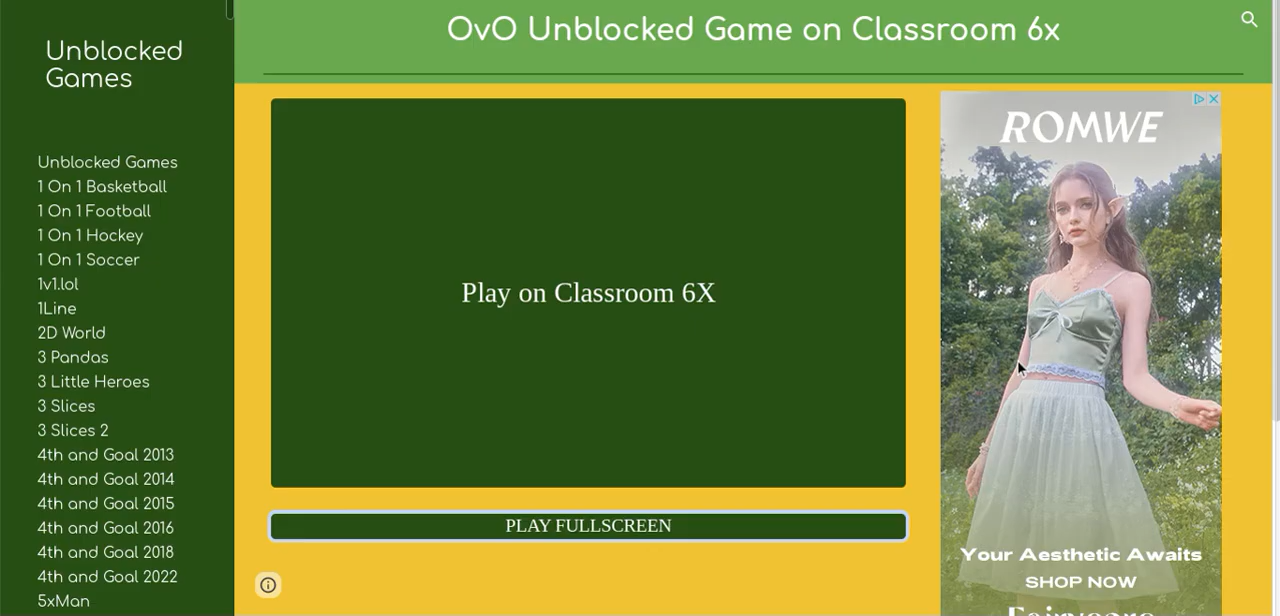 Unblocked
Games
Unblocked Games
1 On 1 Basketball
1 On 1 Football
1 On 1 Hockey
1 On 1 Soccer
1v1.lol
1Line
2D World
3 Pandas
3 Little Heroes
3 Slices
3 Slices 2
4th and Goal 2013
4th and Goal 2014
4th and Goal 2015
4th and Goal 2016
4th and Goal 2018
4th and Goal 2022
5xMan
OvO Unblocked Game on Classroom 6x
Play on Classroom 6X
PLAY FULLSCREEN
ROMWE
Your Aesthetic Awaits
SHOP NOW